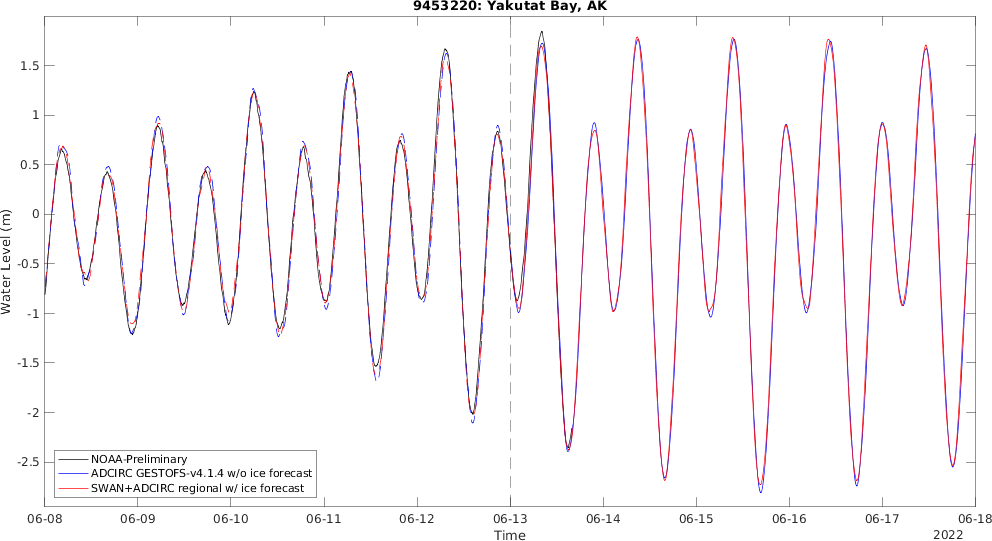 9453220: Yakutat Bay, AK
Water Level (m)
1.5
1
0.5
0
-0.5
-1
-1.5
-2
-2.5
NOAA-Preliminary
ADCIRC GESTOFS-v4.1.4 w/o ice forecast
SWAN+ADCIRC regional w/ ice forecast
06-08 06-09 06-10 06-11 06-12 06-13 06-14 06-15 06-16 06-17 06-18
Time
2022